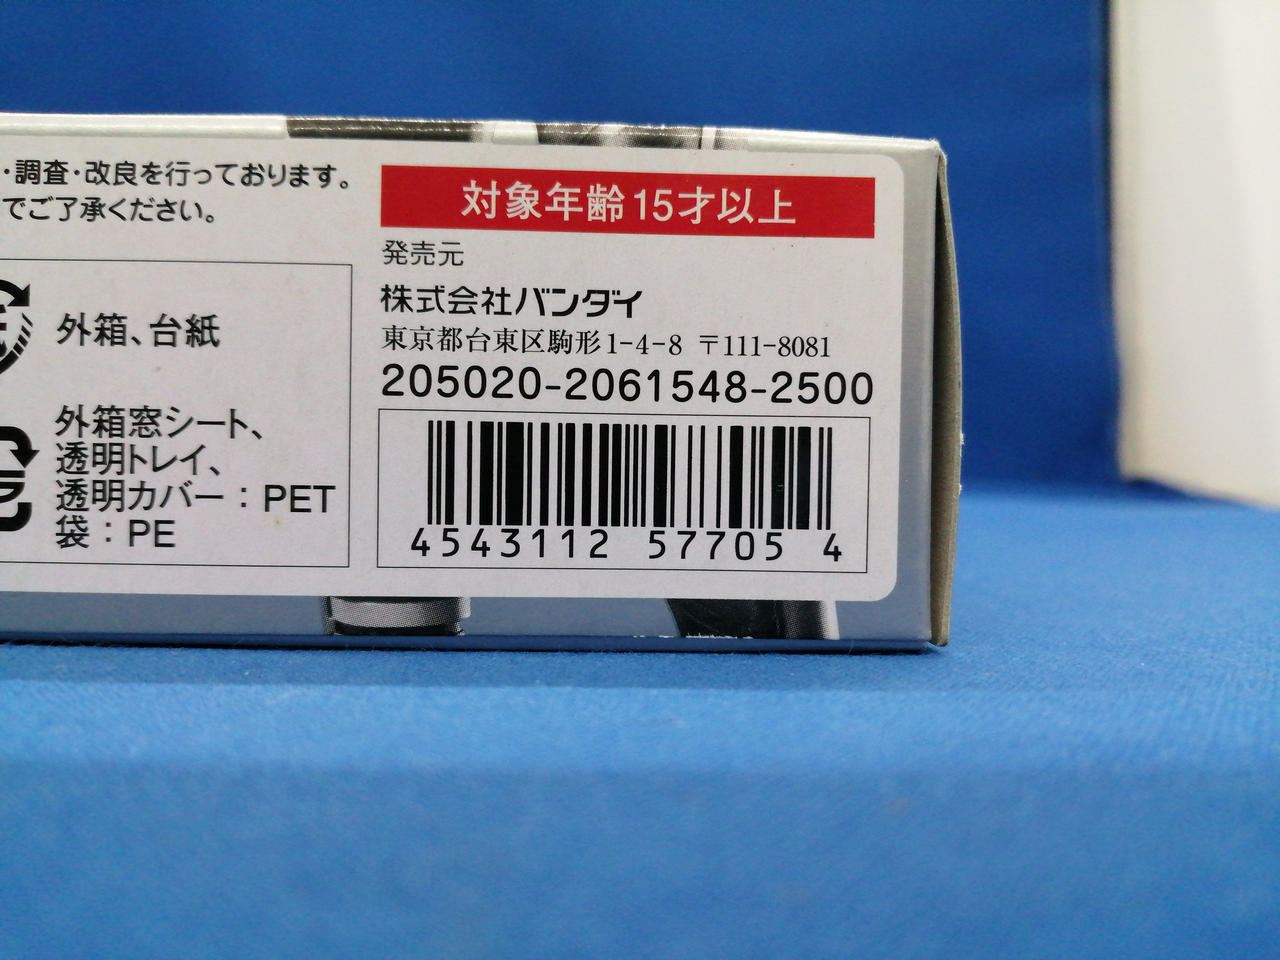 ・調査・改良を行っております。
でご了承ください。
外箱、台紙
外箱窓シート、
透明トレイ、
透明カバー：PET
袋：PE
対象年齢15才以上
発売元
株式会社バンダイ
東京都台東区駒形1-4-8 〒111-8081
205020-2061548-2500
4543112 57705 4